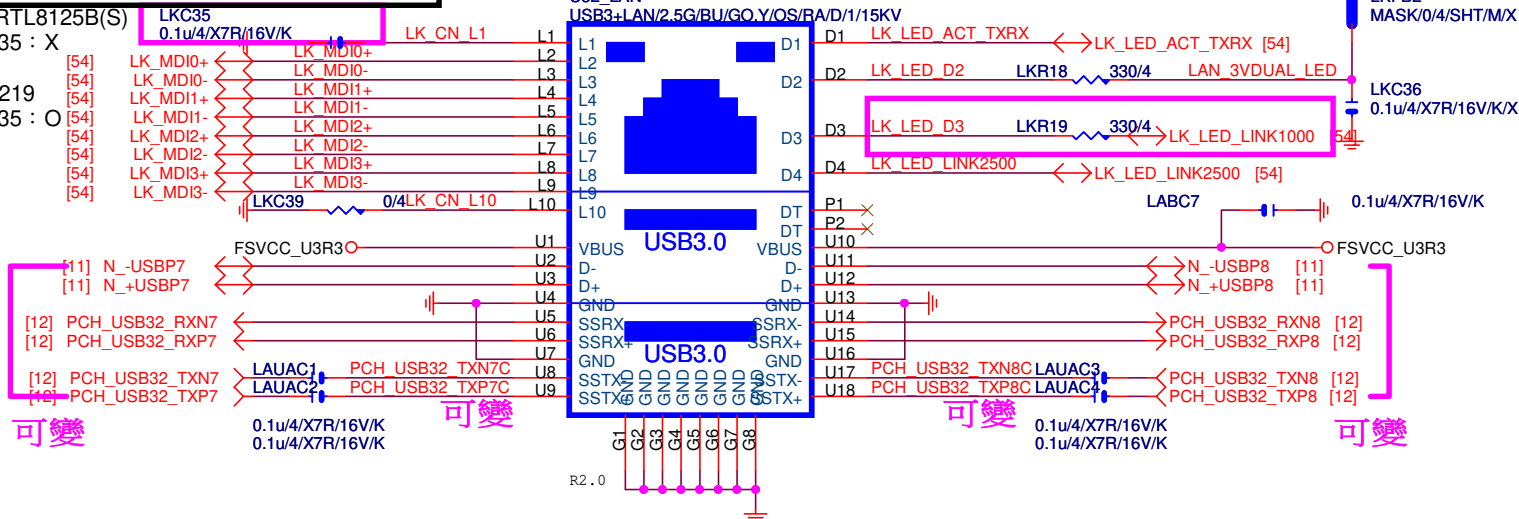 USB3+LAN/2.5G/BU/GO.Y/OS/RA/D/1/15KV
MASK/0/4/SHT/M/X
RTL8125B(S)
35：X
219
35：O
LKC35
0.1u/4/X7R/16V/K
LK_CN_L1 L1 L1
[54] LK_MDI0+ LK_MDI0+ L2 L2
[54] LK_MDI0- LK_MDI0- L3 L3
[54] LK_MDI1+ LK_MDI1+ L4 L4
[54] LK_MDI1- LK_MDI1- L5 L5
[54] LK_MDI2+ LK_MDI2+ L6 L6
[54] LK_MDI2- LK_MDI2- L7 L7
[54] LK_MDI3+ LK_MDI3+ L8 L8
[54] LK_MDI3- LK_MDI3- L9 L9
LKC39 0/4 LK_CN_L10 L10 L10
D1 D1 LK_LED_ACT_TXRX LK_LED_ACT_TXRX [54]
D2 D2 LK_LED_D2 LKR18 330/4 LAN_3VDUAL_LED
LKC36
0.1u/4/X7R/16V/K/X
D3 D3 LK_LED_D3 LKR19 330/4 LK_LED_LINK1000 [54]
D4 D4 LK_LED_LINK2500 LK_LED_LINK2500 [54]
DT P1
DT P2
LABC7 0.1u/4/X7R/16V/K
USB3.0
FSVCC_U3R3 U1 VBUS
[11] N_-USBP7 U2 D-
[11] N_+USBP7 U3 D+
U4 GND
[12] PCH_USB32_RXN7 U5 SSRX-
[12] PCH_USB32_RXP7 U6 SSRX+
U7 GND
[12] PCH_USB32_TXN7 LAUAC1 PCH_USB32_TXN7C U8 SSTX-
[12] PCH_USB32_TXP7 LAUAC2 PCH_USB32_TXP7C U9 SSTX+
0.1u/4/X7R/16V/K
0.1u/4/X7R/16V/K
可變
可變
VBUS U10 FSVCC_U3R3
D- U11 N_-USBP8 [11]
D+ U12 N_+USBP8 [11]
GND U13
SSRX- U14 PCH_USB32_RXN8 [12]
SSRX+ U15 PCH_USB32_RXP8 [12]
GND U16
SSTX- U17 PCH_USB32_TXN8C LAUAC3 PCH_USB32_TXN8 [12]
SSTX+ U18 PCH_USB32_TXP8C LAUAC4 PCH_USB32_TXP8 [12]
0.1u/4/X7R/16V/K
0.1u/4/X7R/16V/K
可變
可變
USB3.0
GND GND GND GND GND GND GND GND
G1 G2 G3 G4 G5 G6 G7 G8
R2.0